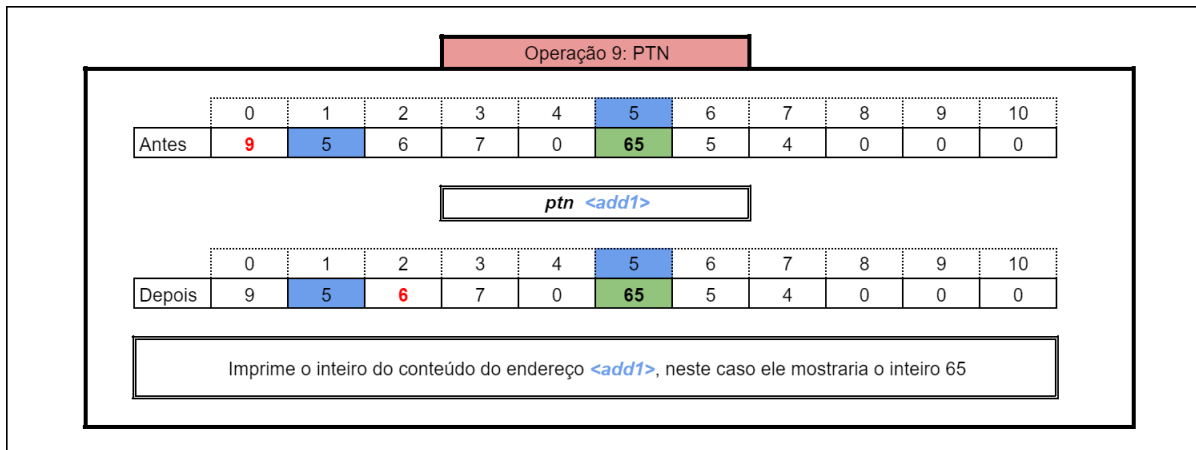 Operação 9: PTN
0 1 2 3 4 5 6 7 8 9 10
Antes 9 5 6 7 0 65 5 4 0 0 0
ptn <add1>
0 1 2 3 4 5 6 7 8 9 10
Depois 9 5 6 7 0 65 5 4 0 0 0
Imprime o inteiro do conteúdo do endereço <add1>, neste caso ele mostraria o inteiro 65